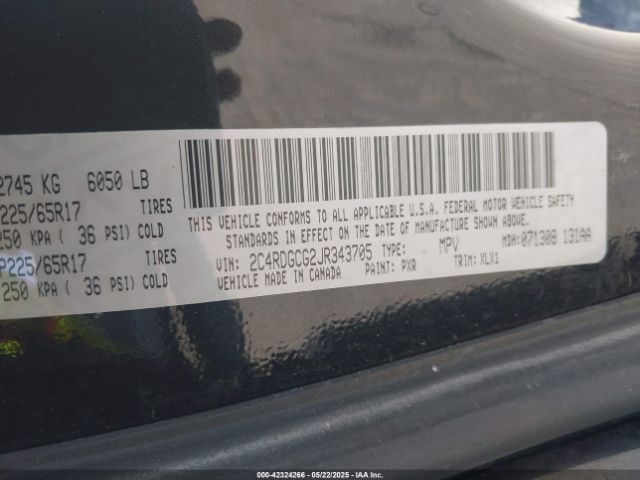 2745 KG 6050 LB
P225/65R17 TIRES
250 KPA ( 36 PSI) COLD
P225/65R17 TIRES
250 KPA ( 36 PSI) COLD
THIS VEHICLE CONFORMS TO ALL APPLICABLE U.S.A. FEDERAL MOTOR VEHICLE SAFETY
STANDARDS IN EFFECT ON THE DATE OF MANUFACTURE SHOWN ABOVE.
VIN: 2C4RDGCG2JR343705 TYPE: MPV MDH:071308 131AA
VEHICLE MADE IN CANADA PAINT: PXR TRIM:XLX1
000-42324266 - 05/22/2025 - IAAI.com